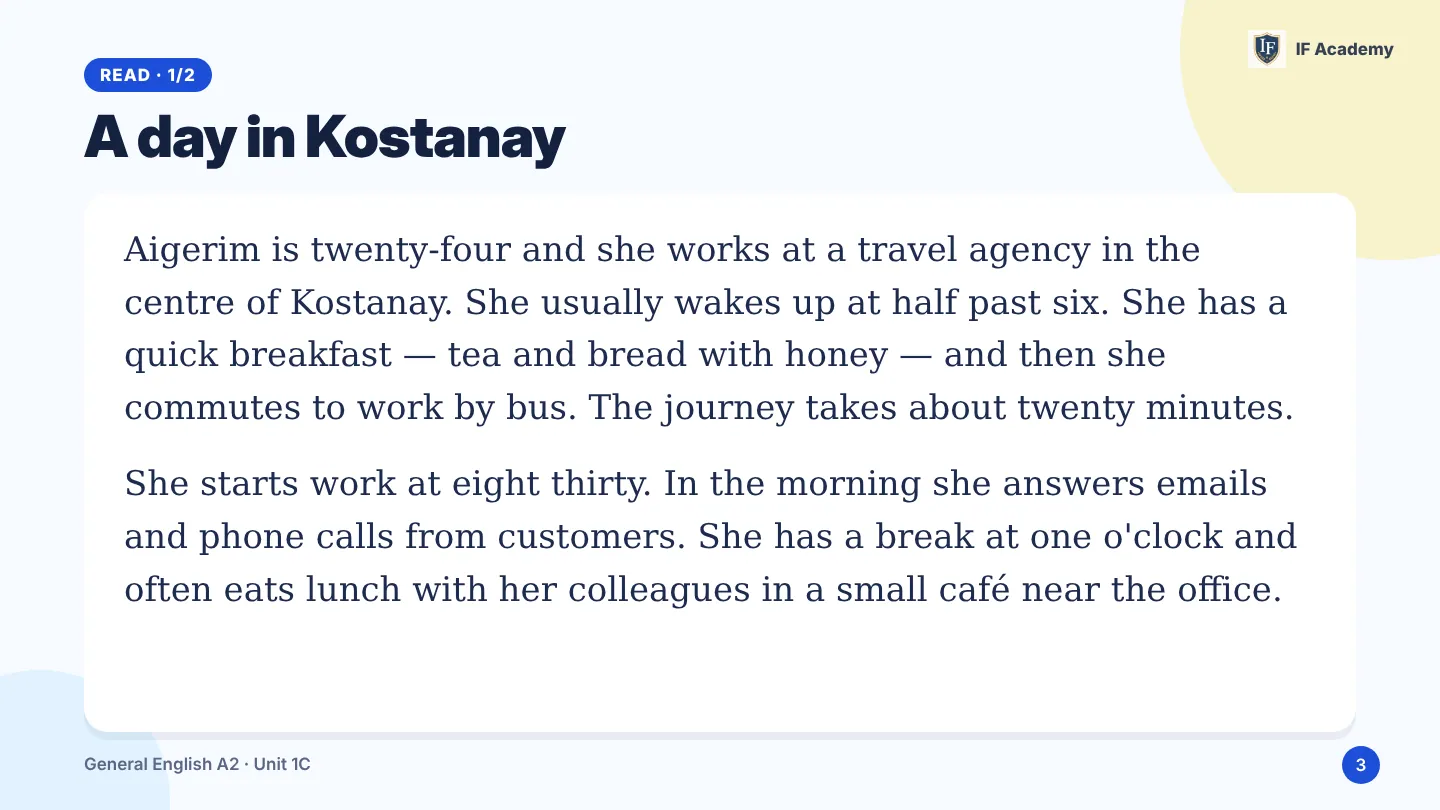 IF
IF Academy
READ · 1/2
A day in Kostanay
Aigerim is twenty-four and she works at a travel agency in the
centre of Kostanay. She usually wakes up at half past six. She has a
quick breakfast — tea and bread with honey — and then she
commutes to work by bus. The journey takes about twenty minutes.
She starts work at eight thirty. In the morning she answers emails
and phone calls from customers. She has a break at one o'clock and
often eats lunch with her colleagues in a small café near the office.
General English A2 · Unit 1C
3